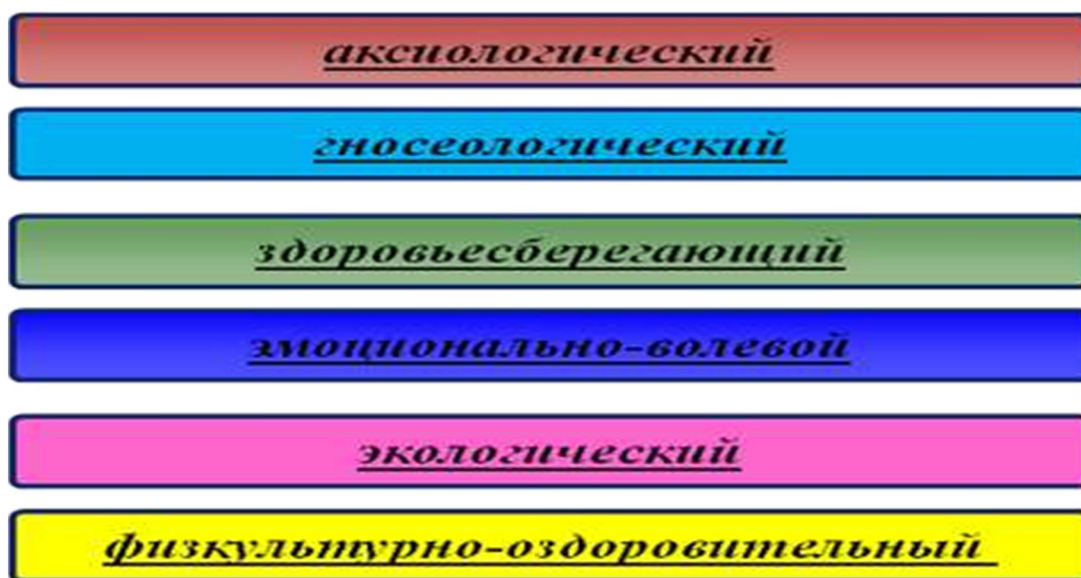 аксиологический
гносеологический
здоровьесберегающий
эмоционально-волевой
экологический
физкультурно-оздоровительный